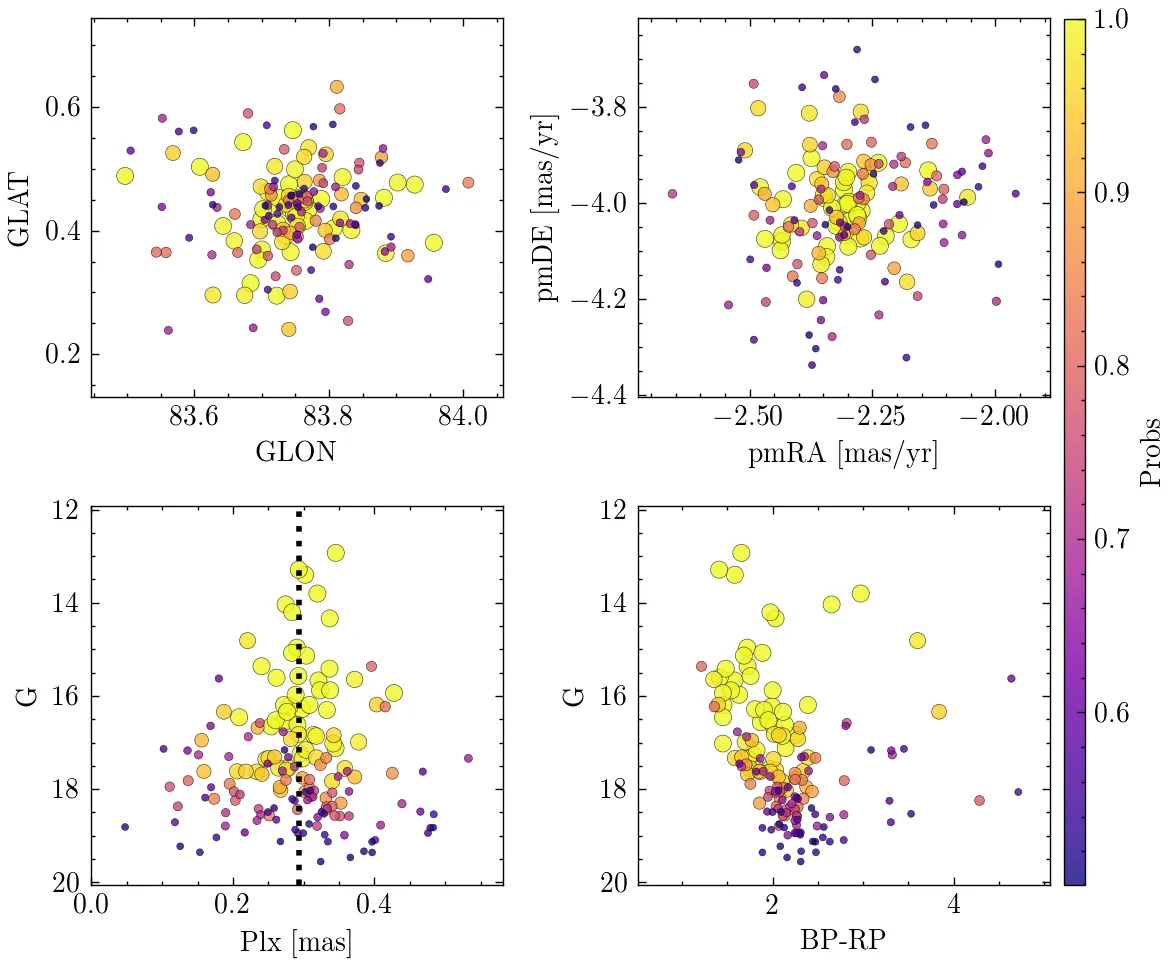 0.6
0.4
0.2
GLAT
83.6 83.8 84.0
GLON
−3.8
−4.0
−4.2
−4.4
pmDE [mas/yr]
−2.50 −2.25 −2.00
pmRA [mas/yr]
1.0
0.9
0.8
0.7
0.6
Probs
12
14
16
18
20
G
0.0 0.2 0.4
Plx [mas]
12
14
16
18
20
G
2 4
BP-RP